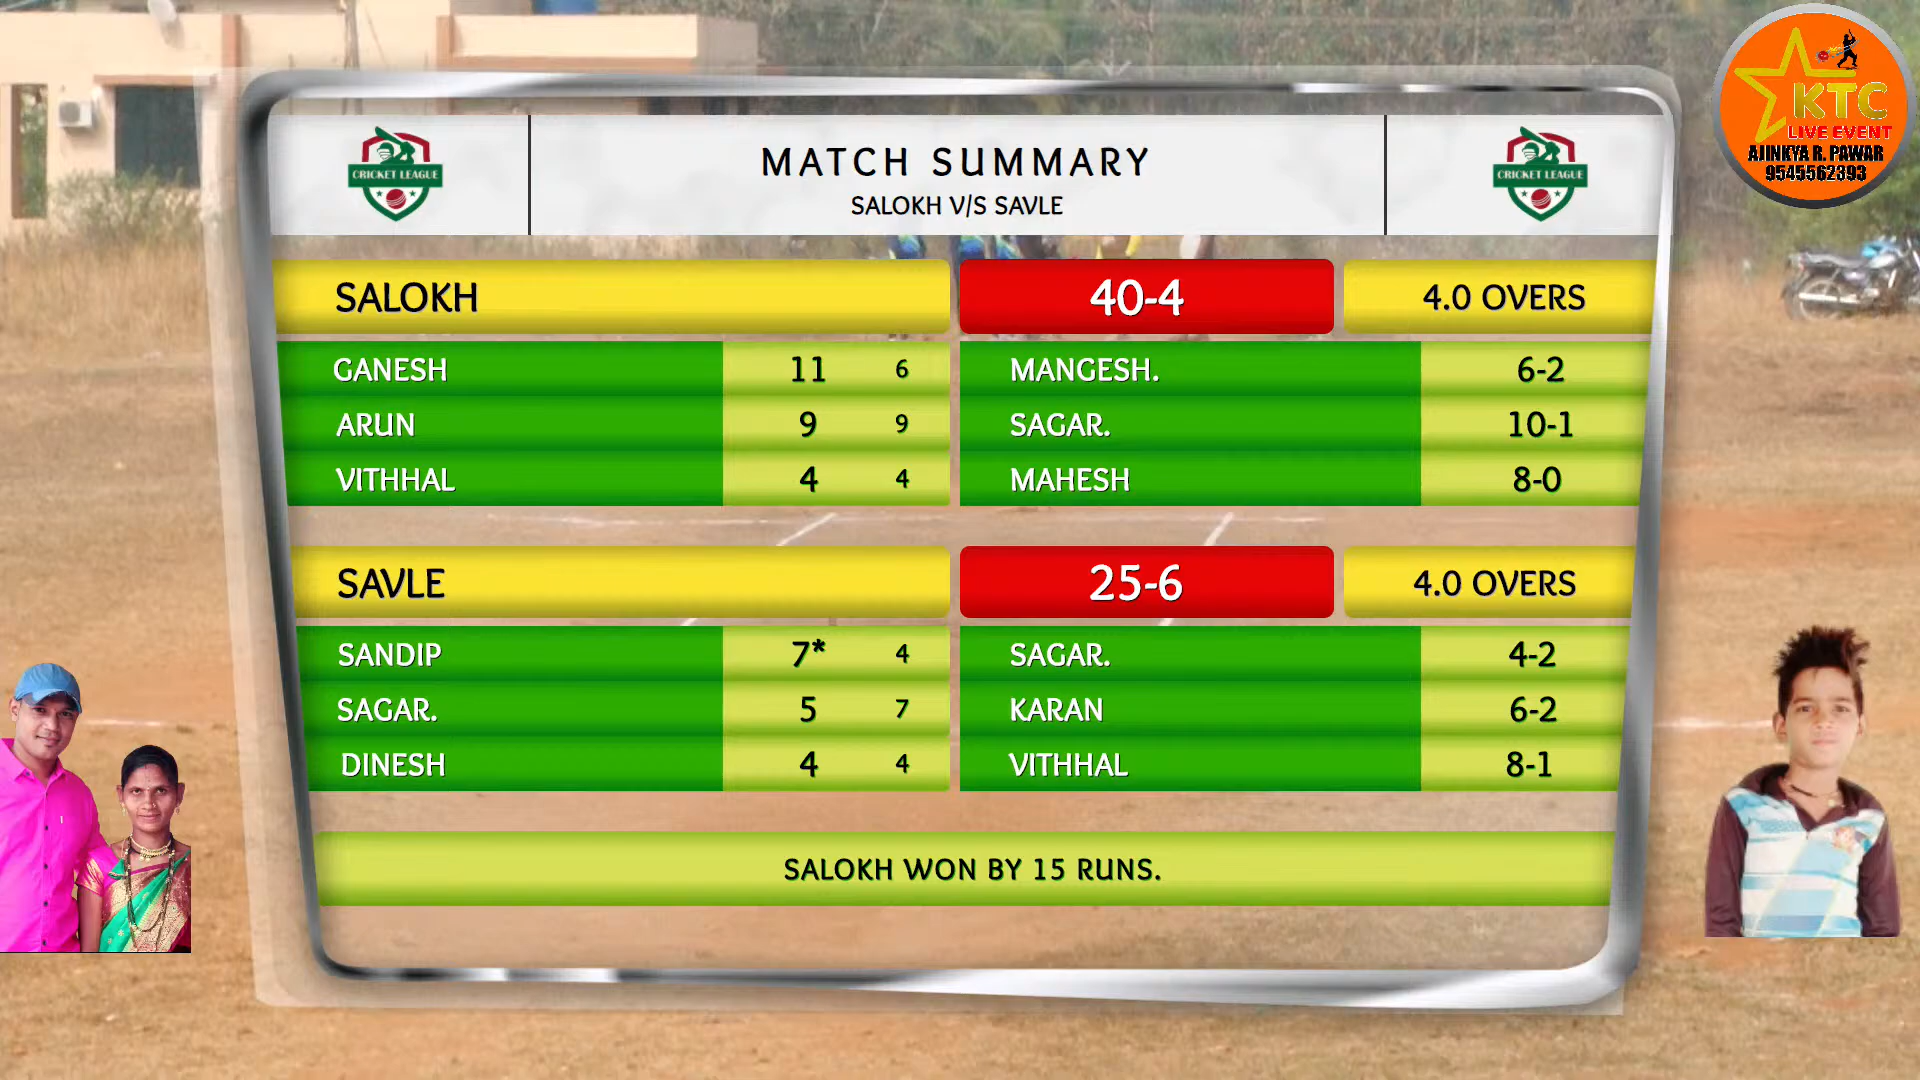 KTC
LIVE EVENT
AJINKYA R. PAWAR
9545562393
CRICKET LEAGUE
MATCH SUMMARY
SALOKH V/S SAVLE
CRICKET LEAGUE
SALOKH 40-4 4.0 OVERS
GANESH 11 6 MANGESH. 6-2
ARUN 9 9 SAGAR. 10-1
VITHHAL 4 4 MAHESH 8-0
SAVLE 25-6 4.0 OVERS
SANDIP 7* 4 SAGAR. 4-2
SAGAR. 5 7 KARAN 6-2
DINESH 4 4 VITHHAL 8-1
SALOKH WON BY 15 RUNS.